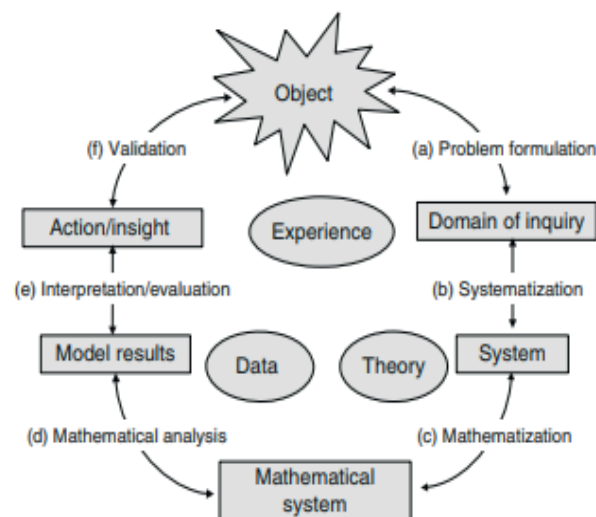 Object
(f) Validation
(a) Problem formulation
Action/insight
Experience
Domain of inquiry
(e) Interpretation/evaluation
(b) Systematization
Model results
Data
Theory
System
(d) Mathematical analysis
(c) Mathematization
Mathematical
system